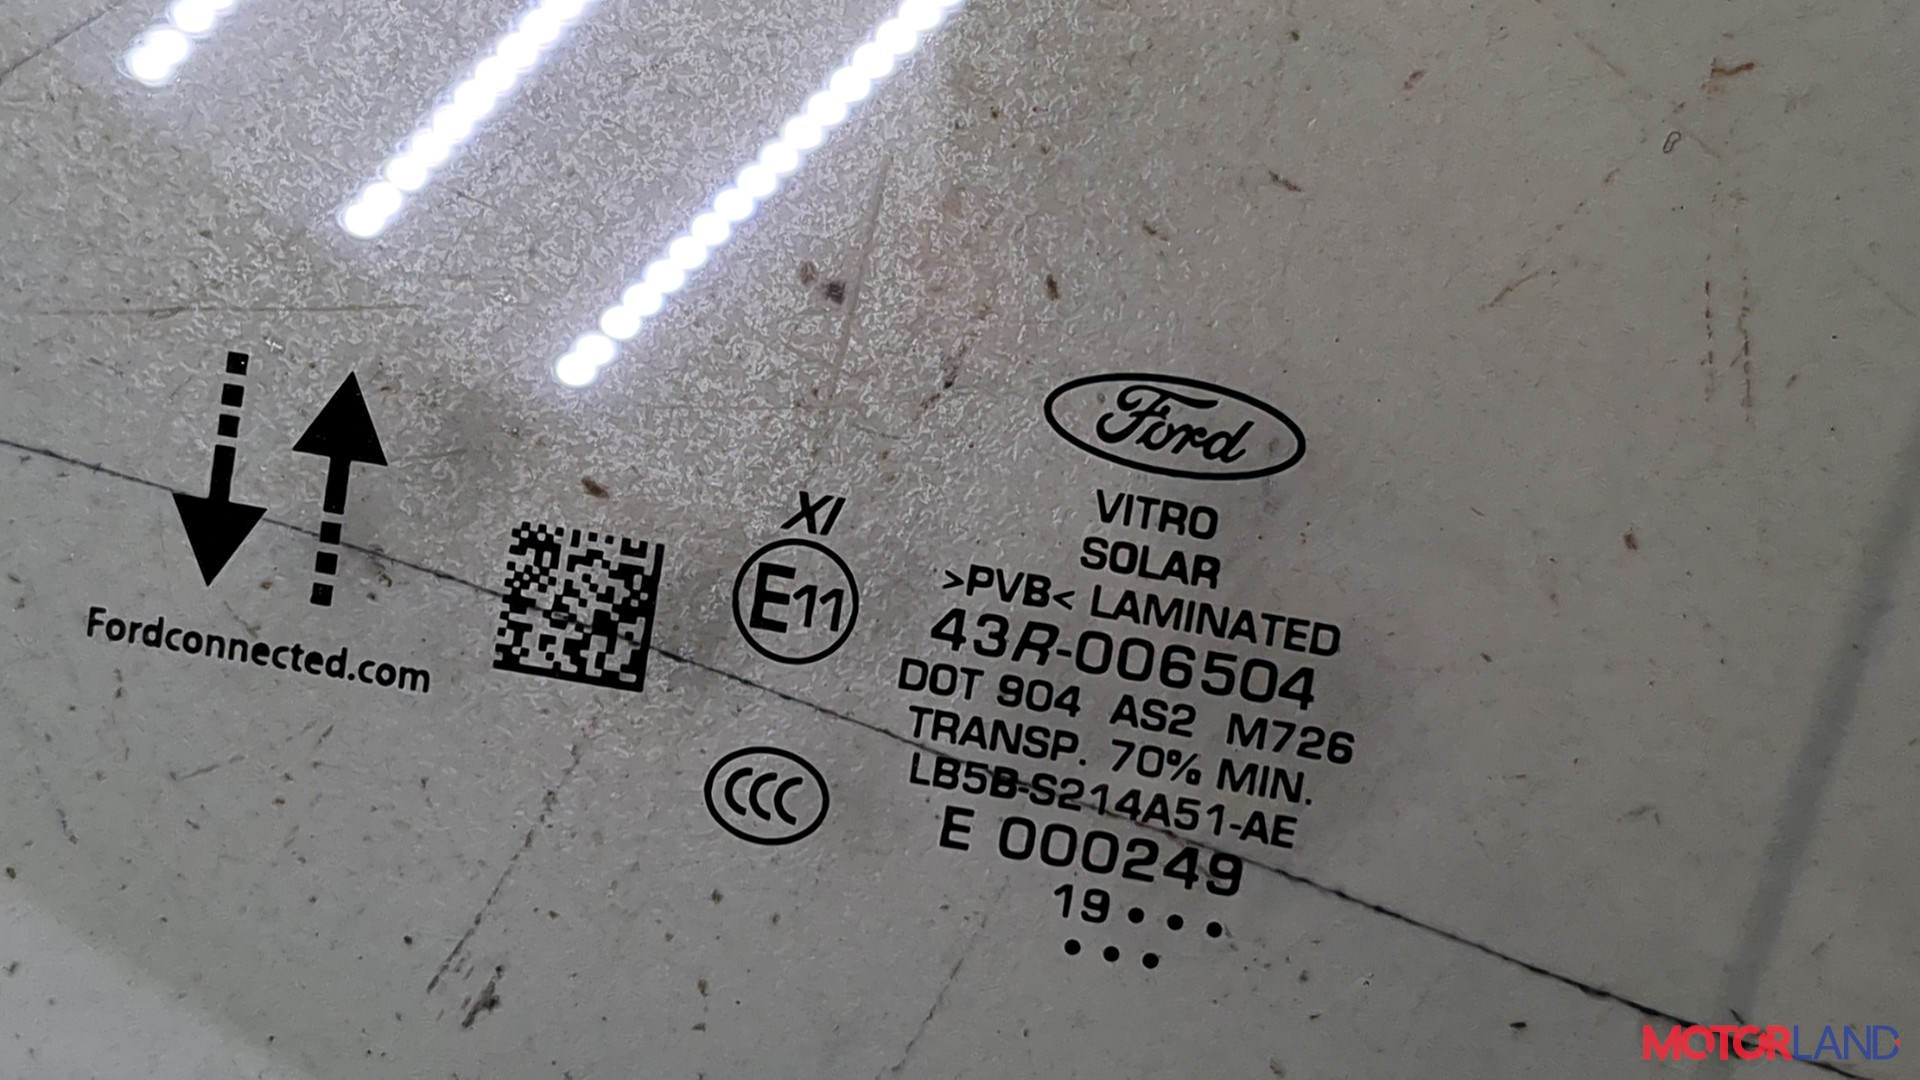 Ford
VITRO
SOLAR
>PVB< LAMINATED
43R-006504
DOT 904 AS2 M726
TRANSP. 70% MIN.
LB5B-S214A51-AE
E 000249
19 • • •
• • •
XI
E11
CCC
Fordconnected.com
MOTORLAND